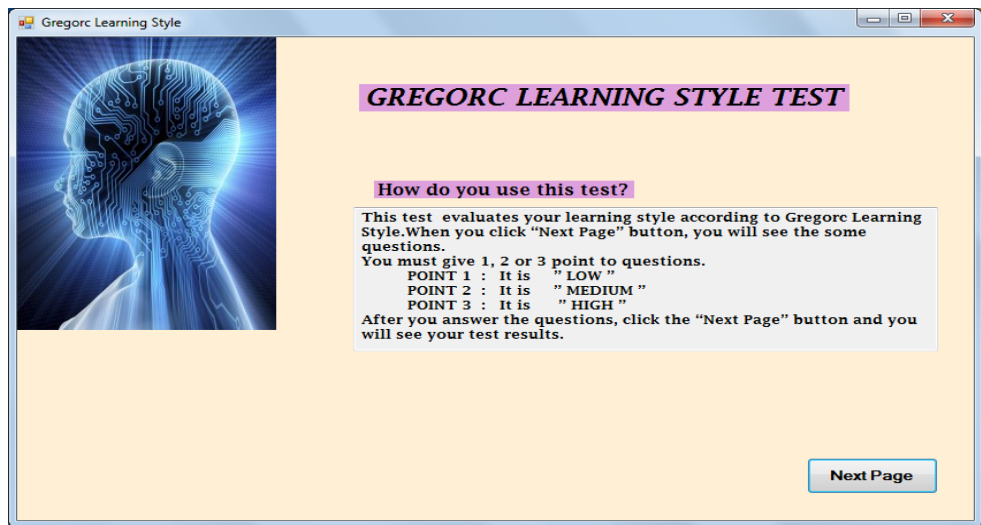 Gregorc Learning Style
GREGORC LEARNING STYLE TEST
How do you use this test?
This test evaluates your learning style according to Gregorc Learning
Style.When you click “Next Page” button, you will see the some
questions.
You must give 1, 2 or 3 point to questions.
POINT 1 : It is ” LOW ”
POINT 2 : It is ” MEDIUM ”
POINT 3 : It is ” HIGH ”
After you answer the questions, click the “Next Page” button and you
will see your test results.
Next Page